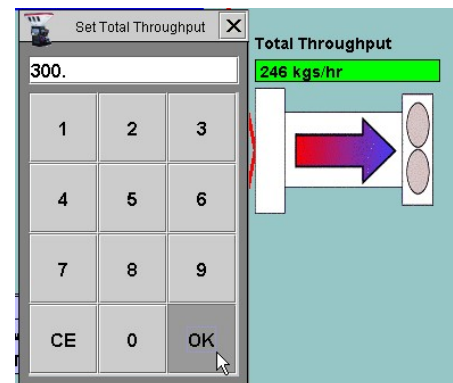 Set Total Throughput X
300.
1 2 3
4 5 6
7 8 9
CE 0 OK
Total Throughput
246 kgs/hr